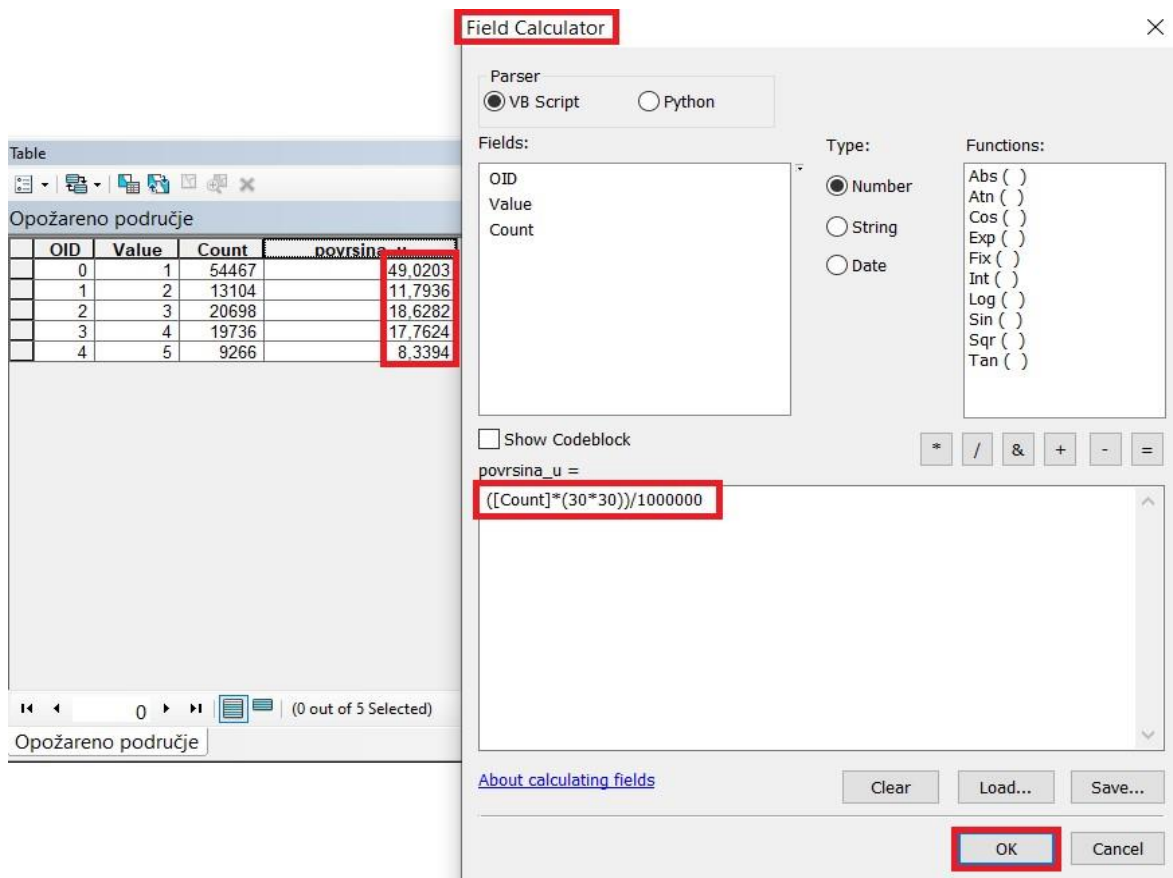 Field Calculator
Parser
VB Script Python
Fields:
OID
Value
Count
Type:
Number
String
Date
Functions:
Abs ( )
Atn ( )
Cos ( )
Exp ( )
Fix ( )
Int ( )
Log ( )
Sin ( )
Sqr ( )
Tan ( )
Show Codeblock
* / & + - =
povrsina_u =
([Count]*(30*30))/1000000
About calculating fields
Clear Load... Save...
OK Cancel
Table
Opožareno područje
OID Value Count povrsina_u
0 1 54467 49,0203
1 2 13104 11,7936
2 3 20698 18,6282
3 4 19736 17,7624
4 5 9266 8,3394
0 (0 out of 5 Selected)
Opožareno područje